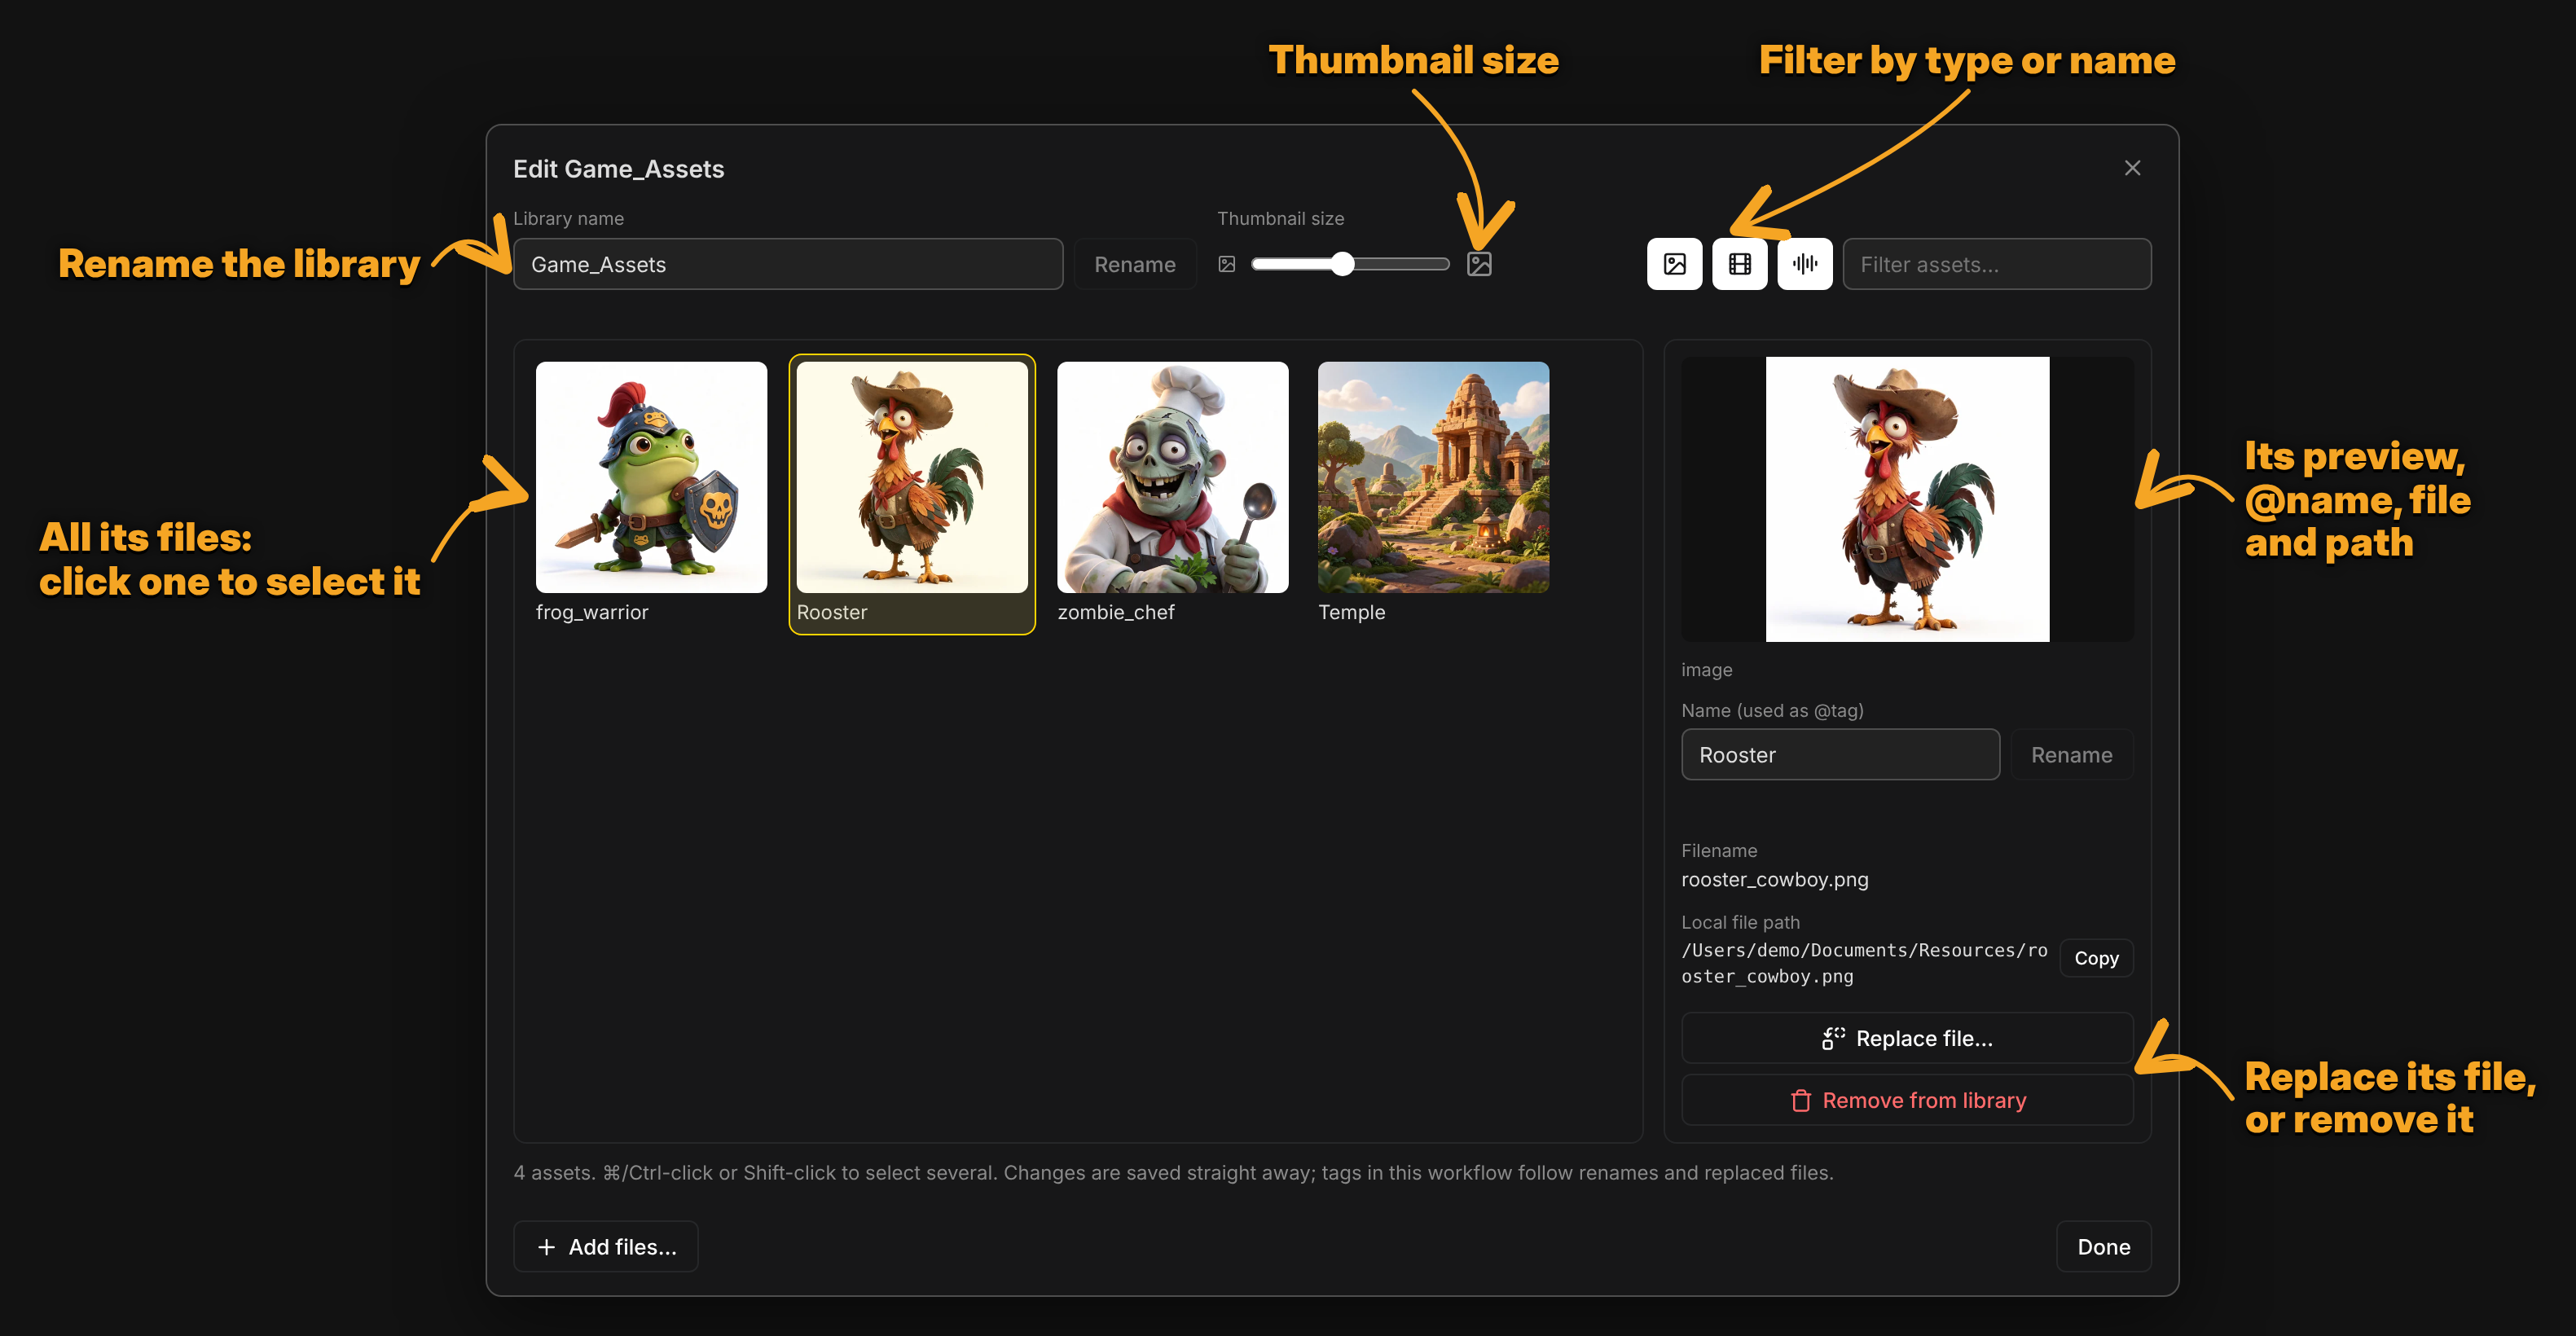 Thumbnail size
Filter by type or name
Edit Game_Assets
Library name
Thumbnail size
Rename the library
Game_Assets
Rename
Filter assets...
All its files:
click one to select it
frog_warrior
Rooster
zombie_chef
Temple
Its preview,
@name, file
and path
image
Name (used as @tag)
Rooster
Rename
Filename
rooster_cowboy.png
Local file path
/Users/demo/Documents/Resources/ro
oster_cowboy.png
Copy
Replace file...
Remove from library
Replace its file,
or remove it
4 assets. ⌘/Ctrl-click or Shift-click to select several. Changes are saved straight away; tags in this workflow follow renames and replaced files.
Add files...
Done